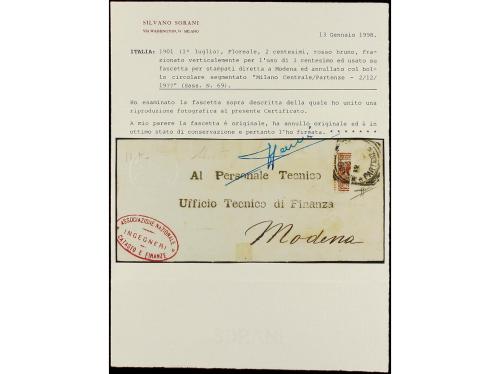 SILVANO SORANI
VIA WASHINGTON, 51 MILANO
13 Gennaio 1998.
ITALIA: 1901 (1° luglio), Floreale, 2 centesimi, rosso bruno, fra-
zionato verticalmente per l'uso di 1 centesimo ed usato su
fascetta per stampati diretta a Modena ed annullato col bol-
lo circolare segmentato "Milano Centrale/Partenze - 2/12/
19??" (Sass. N. 69).
Ho esaminato la fascetta sopra descritta della quale ho unito una
riproduzione fotografica al presente Certificato.
A mio parere la fascetta è originale, ha annullo originale ed è in
ottimo stato di conservazione e pertanto l'ho firmata.
Al Personale Tecnico
Ufficio Tecnico di Finanza
Modena
ASSOCIAZIONE NAZIONALE
INGEGNERI
CATASTO E FINANZE
SORANI